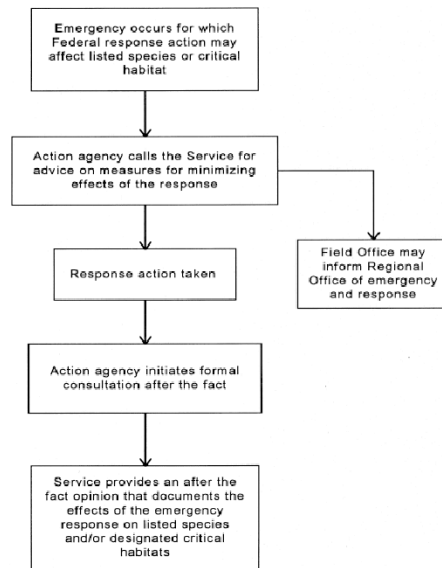 Emergency occurs for which
Federal response action may
affect listed species or critical
habitat
Action agency calls the Service for
advice on measures for minimizing
effects of the response
Field Office may
inform Regional
Office of emergency
and response
Response action taken
Action agency initiates formal
consultation after the fact
Service provides an after the
fact opinion that documents the
effects of the emergency
response on listed species
and/or designated critical
habitats